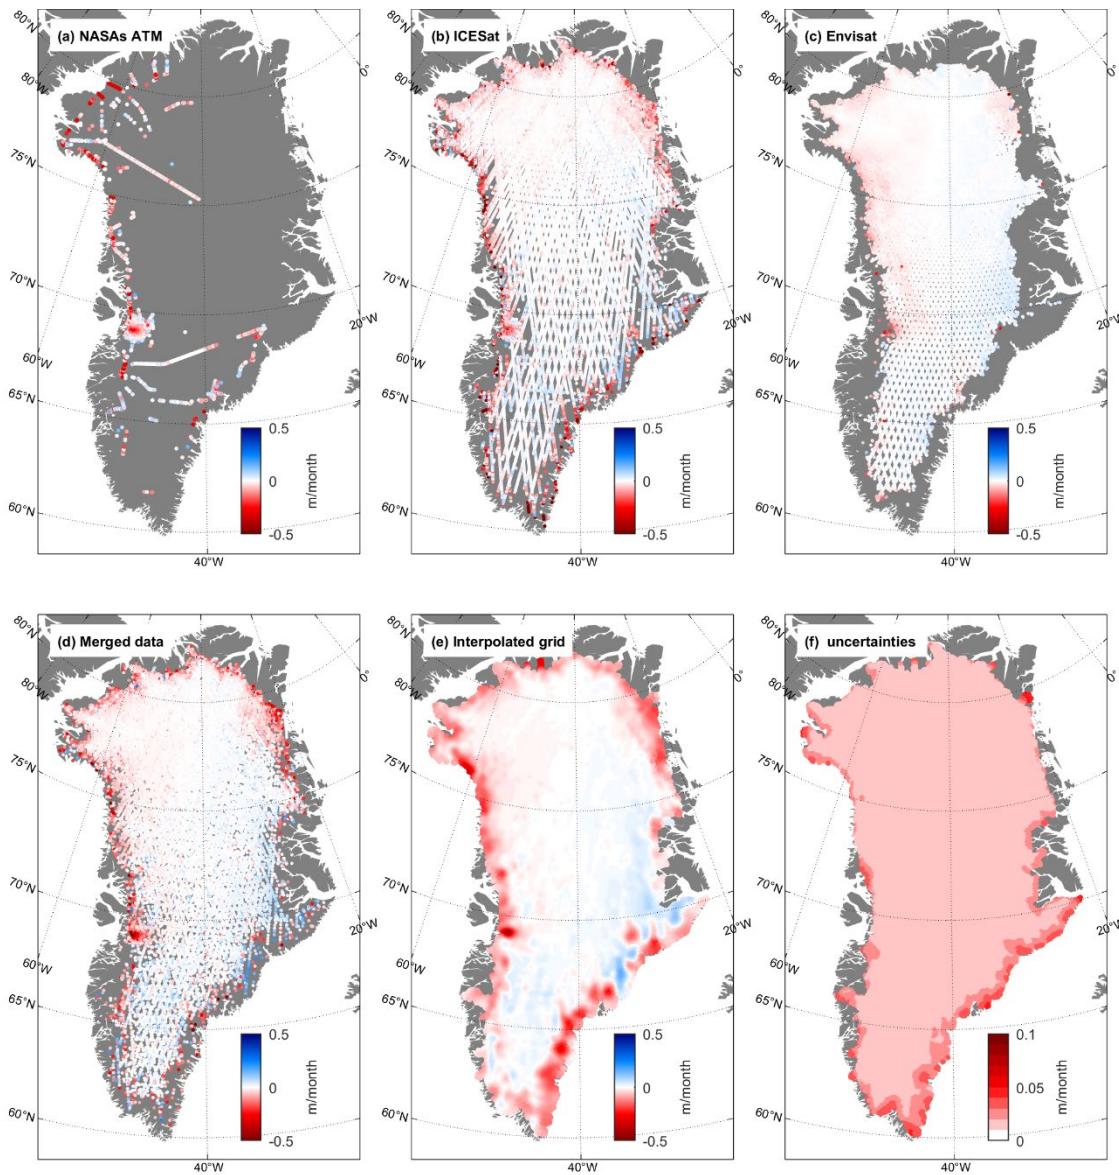 (a) NASAs ATM
80°N
80°N
75°N
70°N
60°W
65°N
60°N
40°W
20°W
0°
0.5
0
-0.5
m/month
(b) ICESat
80°N
80°N
75°N
70°N
60°W
65°N
60°N
40°W
20°W
0°
0.5
0
-0.5
m/month
(c) Envisat
80°N
80°N
75°N
70°N
60°W
65°N
60°N
40°W
20°W
0°
0.5
0
-0.5
m/month
(d) Merged data
80°N
80°N
75°N
70°N
60°W
65°N
60°N
40°W
20°W
0°
0.5
0
-0.5
m/month
(e) Interpolated grid
80°N
80°N
75°N
70°N
60°W
65°N
60°N
40°W
20°W
0°
0.5
0
-0.5
m/month
(f) uncertainties
80°N
80°N
75°N
70°N
60°W
65°N
60°N
40°W
20°W
0°
0.1
0.05
0
m/month